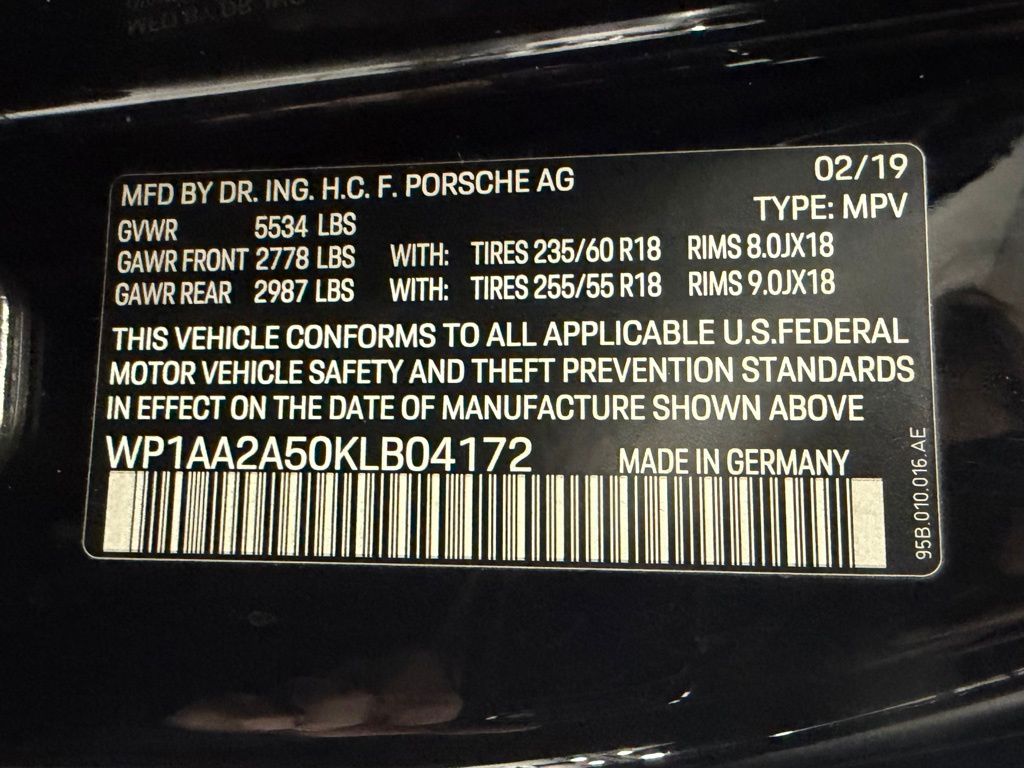 MFD BY DR. ING. H.C. F. PORSCHE AG 02/19
TYPE: MPV
GVWR 5534 LBS
GAWR FRONT 2778 LBS WITH: TIRES 235/60 R18 RIMS 8.0JX18
GAWR REAR 2987 LBS WITH: TIRES 255/55 R18 RIMS 9.0JX18
THIS VEHICLE CONFORMS TO ALL APPLICABLE U.S.FEDERAL
MOTOR VEHICLE SAFETY AND THEFT PREVENTION STANDARDS
IN EFFECT ON THE DATE OF MANUFACTURE SHOWN ABOVE
WP1AA2A50KLB04172 MADE IN GERMANY
95B.010.016.AE